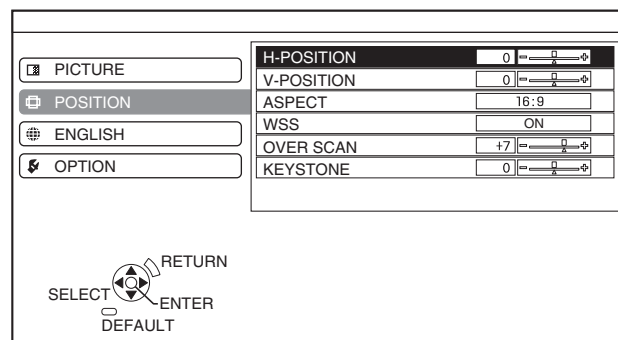 PICTURE
POSITION
ENGLISH
OPTION
H-POSITION 0
V-POSITION 0
ASPECT 16:9
WSS ON
OVER SCAN +7
KEYSTONE 0
RETURN
SELECT
ENTER
DEFAULT